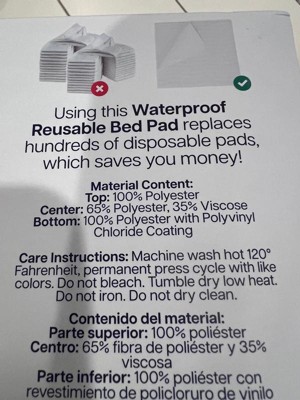 Using this Waterproof
Reusable Bed Pad replaces
hundreds of disposable pads,
which saves you money!
Material Content:
Top: 100% Polyester
Center: 65% Polyester, 35% Viscose
Bottom: 100% Polyester with Polyvinyl
Chloride Coating
Care Instructions: Machine wash hot 120°
Fahrenheit, permanent press cycle with like
colors. Do not bleach. Tumble dry low heat.
Do not iron. Do not dry clean.
Contenido del material:
Parte superior: 100% poliéster
Centro: 65% fibra de poliéster y 35%
viscosa
Parte inferior: 100% poliéster con
revestimiento de policloruro de vinilo